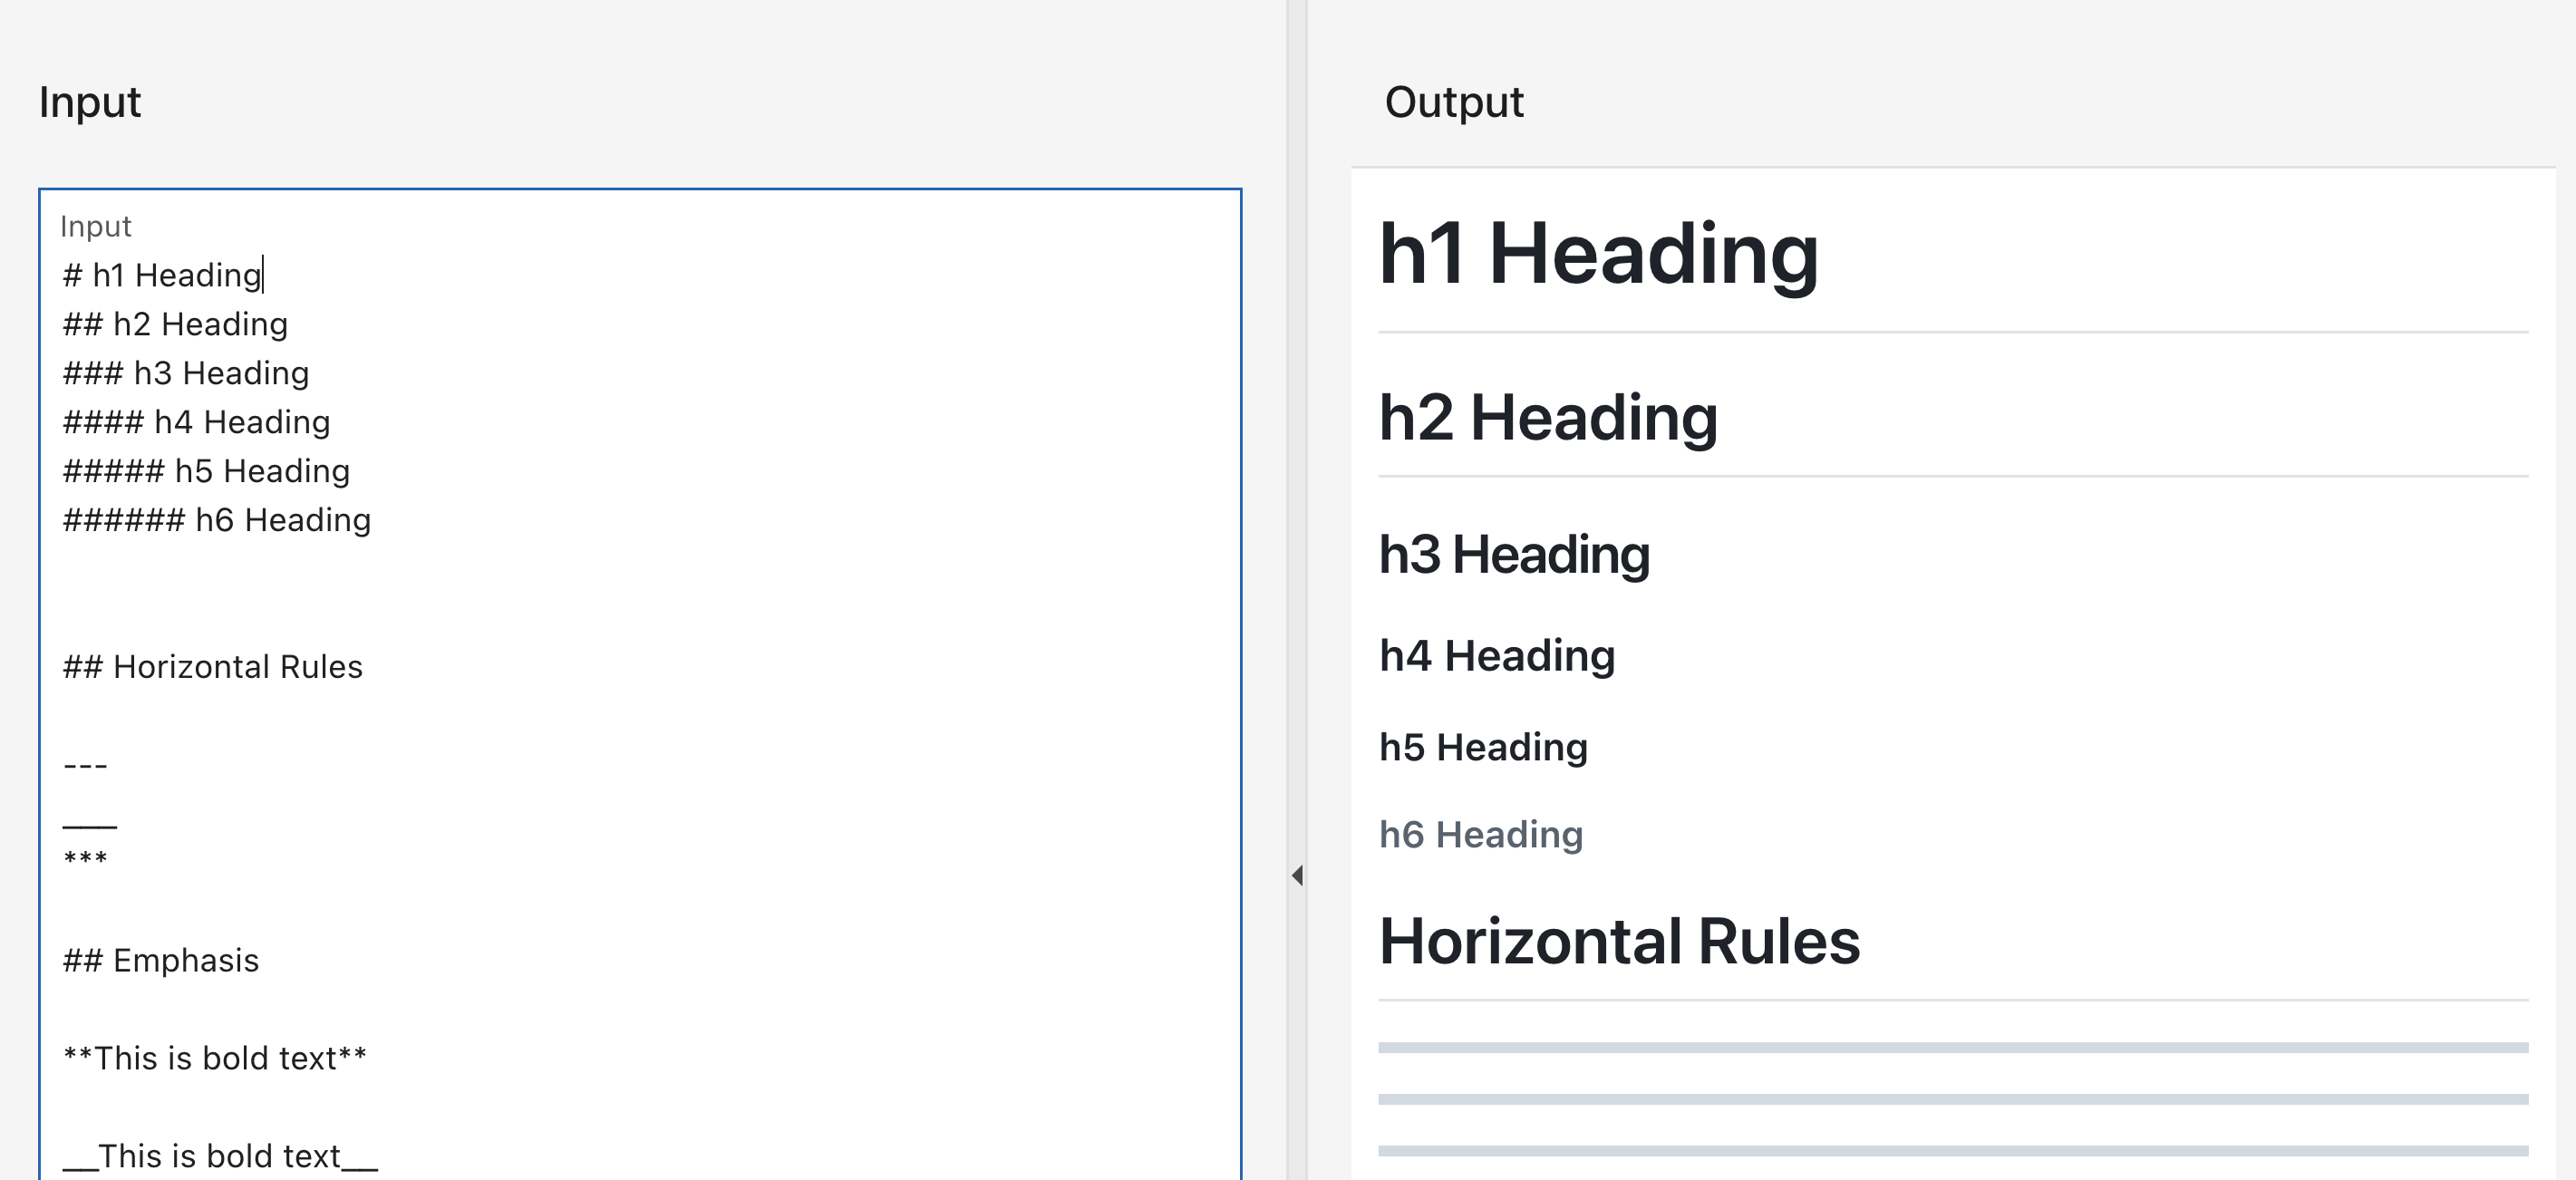 Input
Input
# h1 Heading
## h2 Heading
### h3 Heading
#### h4 Heading
##### h5 Heading
###### h6 Heading
## Horizontal Rules
---
___
***
## Emphasis
**This is bold text**
__This is bold text__
Output
h1 Heading
h2 Heading
h3 Heading
h4 Heading
h5 Heading
h6 Heading
Horizontal Rules